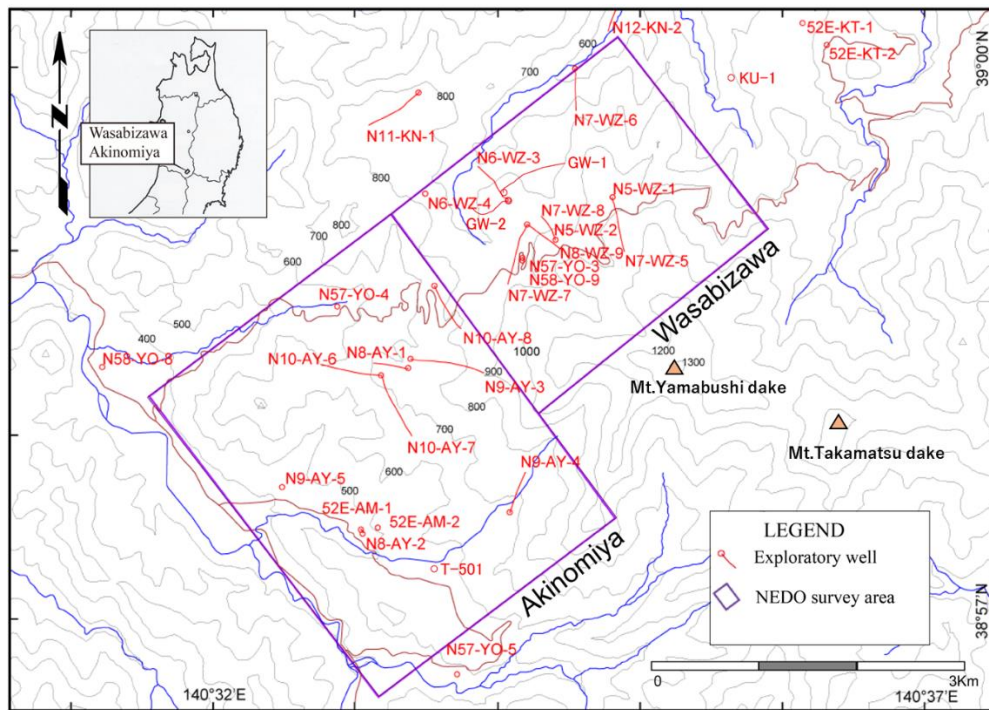 N12-KN-2
52E-KT-1
600
52E-KT-2
39°00'N
700
KU-1
800
N
Wasabizawa
Akinomiya
N11-KN-1
N7-WZ-6
N6-WZ-3
GW-1
800
N5-WZ-1
N6-WZ-4
N7-WZ-8
GW-2
N5-WZ-2
800
700
N8-WZ-9
600
N57-YO-3
N7-WZ-5
N58-YO-9
N7-WZ-7
N57-YO-4
Wasabizawa
500
400
N10-AY-8
1000
1200
1300
N10-AY-6
N8-AY-1
N58-YO-8
900
N9-AY-3
Mt.Yamabushi dake
800
700
N10-AY-7
Mt.Takamatsu dake
N9-AY-4
600
N9-AY-5
500
52E-AM-1
52E-AM-2
N8-AY-2
LEGEND
Exploratory well
T-501
Akinomiya
NEDO survey area
38°57'N
N57-YO-5
0
3Km
140°32'E
140°37'E